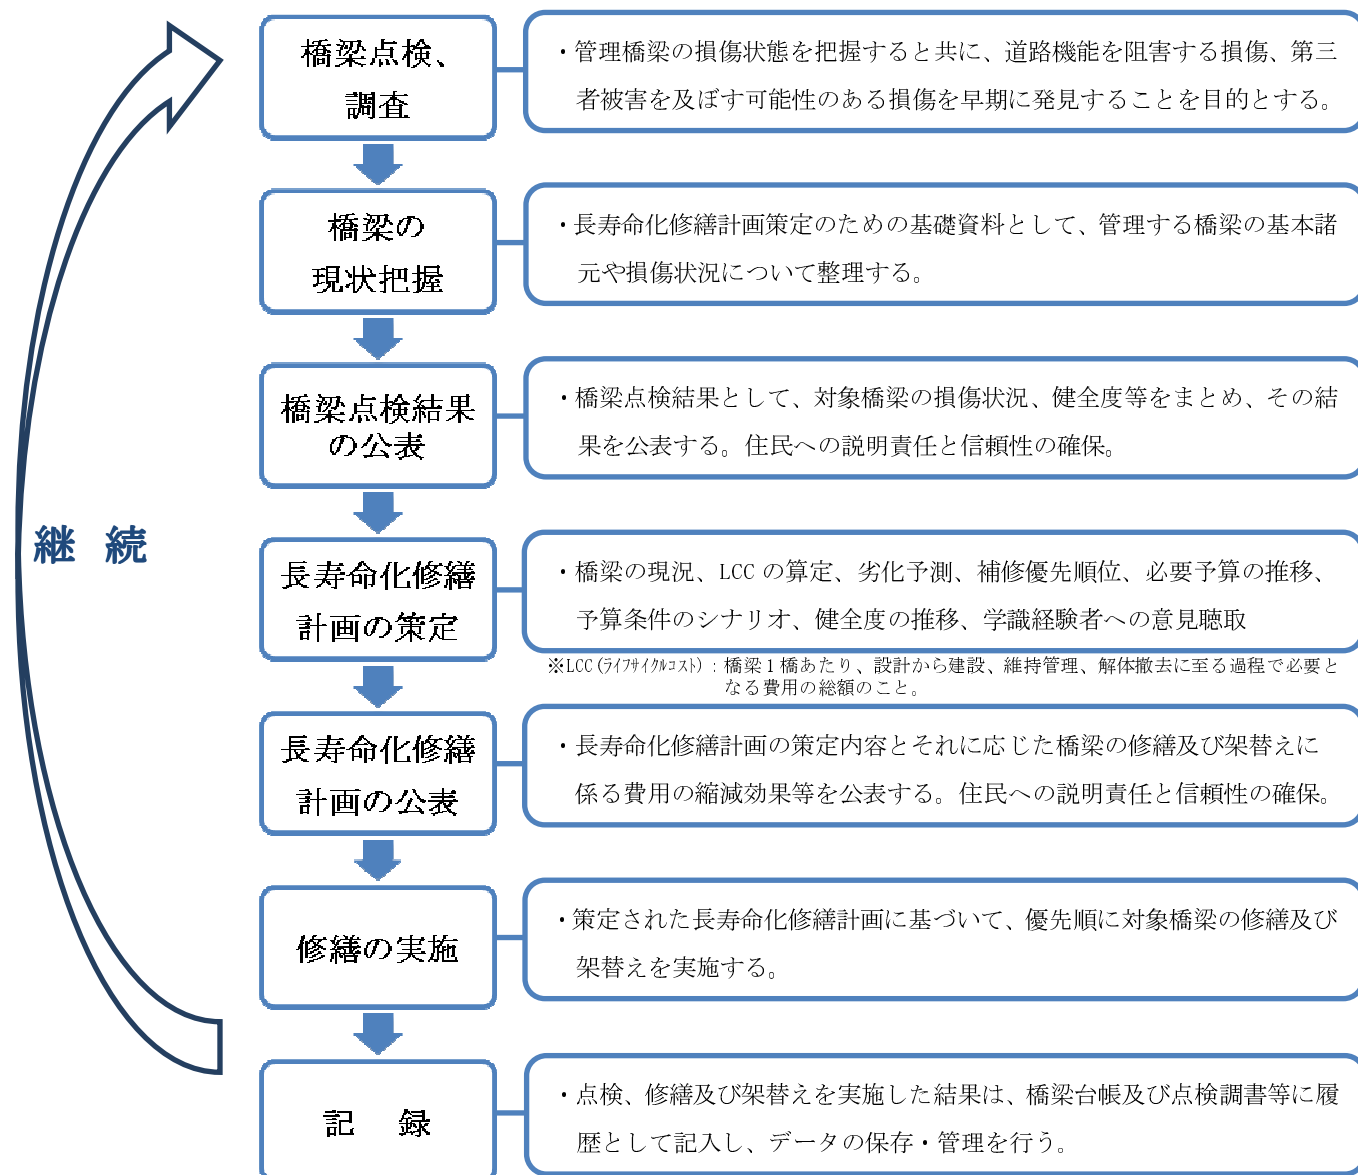 橋梁点検、
調査
・管理橋梁の損傷状態を把握すると共に、道路機能を阻害する損傷、第三
者被害を及ぼす可能性のある損傷を早期に発見することを目的とする。
橋梁の
現状把握
・長寿命化修繕計画策定のための基礎資料として、管理する橋梁の基本諸
元や損傷状況について整理する。
橋梁点検結果
の公表
・橋梁点検結果として、対象橋梁の損傷状況、健全度等をまとめ、その結
果を公表する。住民への説明責任と信頼性の確保。
継 続
長寿命化修繕
計画の策定
・橋梁の現況、LCC の算定、劣化予測、補修優先順位、必要予算の推移、
予算条件のシナリオ、健全度の推移、学識経験者への意見聴取
※LCC(ﾗｲﾌｻｲｸﾙｺｽﾄ)：橋梁1橋あたり、設計から建設、維持管理、解体撤去に至る過程で必要と
なる費用の総額のこと。
長寿命化修繕
計画の公表
・長寿命化修繕計画の策定内容とそれに応じた橋梁の修繕及び架替えに
係る費用の縮減効果等を公表する。住民への説明責任と信頼性の確保。
修繕の実施
・策定された長寿命化修繕計画に基づいて、優先順に対象橋梁の修繕及び
架替えを実施する。
記 録
・点検、修繕及び架替えを実施した結果は、橋梁台帳及び点検調書等に履
歴として記入し、データの保存・管理を行う。